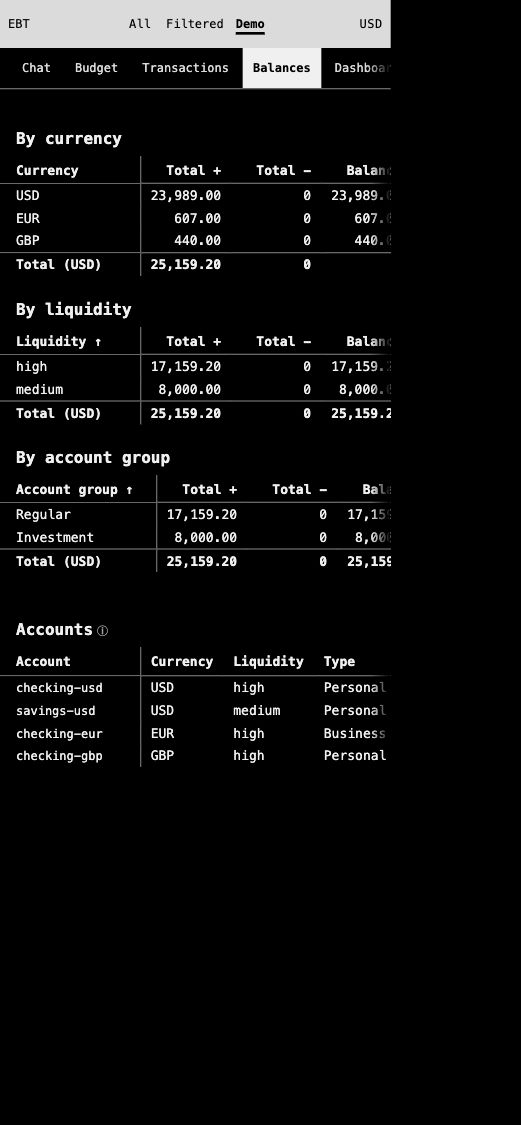 EBT All Filtered Demo USD
Chat Budget Transactions Balances
By currency
Currency Total + Total −
USD 23,989.00 0
EUR 607.00 0
GBP 440.00 0
Total (USD) 25,159.20 0
By liquidity
Liquidity ↑ Total + Total −
high 17,159.20 0
medium 8,000.00 0
Total (USD) 25,159.20 0 25,159.2
By account group
Account group ↑ Total + Total −
Regular 17,159.20 0
Investment 8,000.00 0
Total (USD) 25,159.20 0 25,159
Accounts ⓘ
Account Currency Liquidity Type
checking-usd USD high Personal
savings-usd USD medium Personal
checking-eur EUR high Business
checking-gbp GBP high Personal